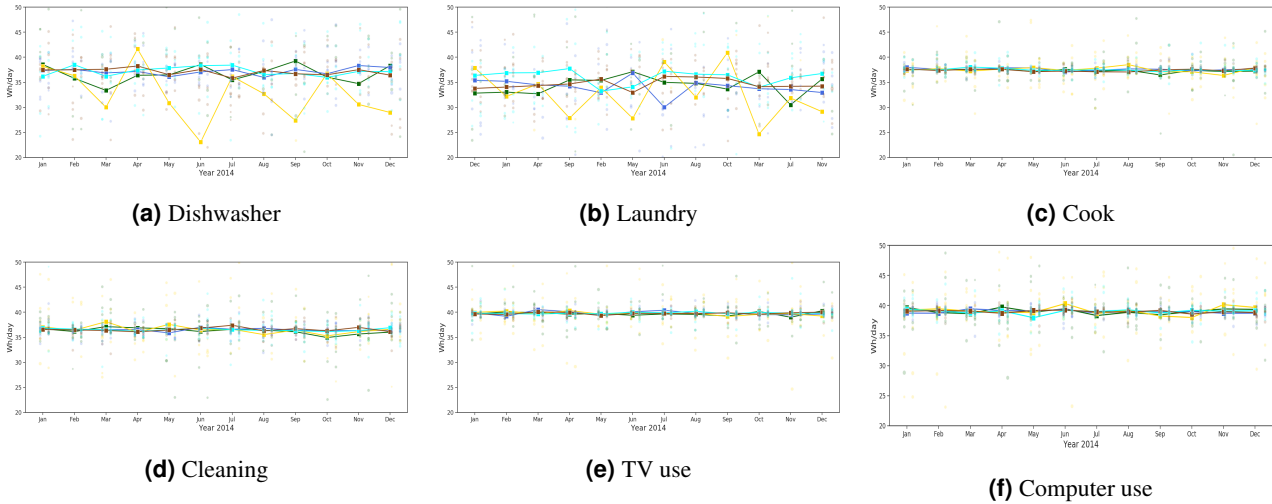 50
45
40
35
30
25
20
Wh/day
Jan Feb Mar Apr May Jun Jul Aug Sep Oct Nov Dec
Year 2014
(a) Dishwasher
50
45
40
35
30
25
20
Wh/day
Dec Jan Apr Sep Feb May Jun Aug Oct Mar Jul Nov
Year 2014
(b) Laundry
50
45
40
35
30
25
20
Wh/day
Jan Feb Mar Apr May Jun Jul Aug Sep Oct Nov Dec
Year 2014
(c) Cook
50
45
40
35
30
25
20
Wh/day
Jan Feb Mar Apr May Jun Jul Aug Sep Oct Nov Dec
Year 2014
(d) Cleaning
50
45
40
35
30
25
20
Wh/day
Jan Feb Mar Apr May Jun Jul Aug Sep Oct Nov Dec
Year 2014
(e) TV use
50
45
40
35
30
25
20
Wh/day
Jan Feb Mar Apr May Jun Jul Aug Sep Oct Nov Dec
Year 2014
(f) Computer use